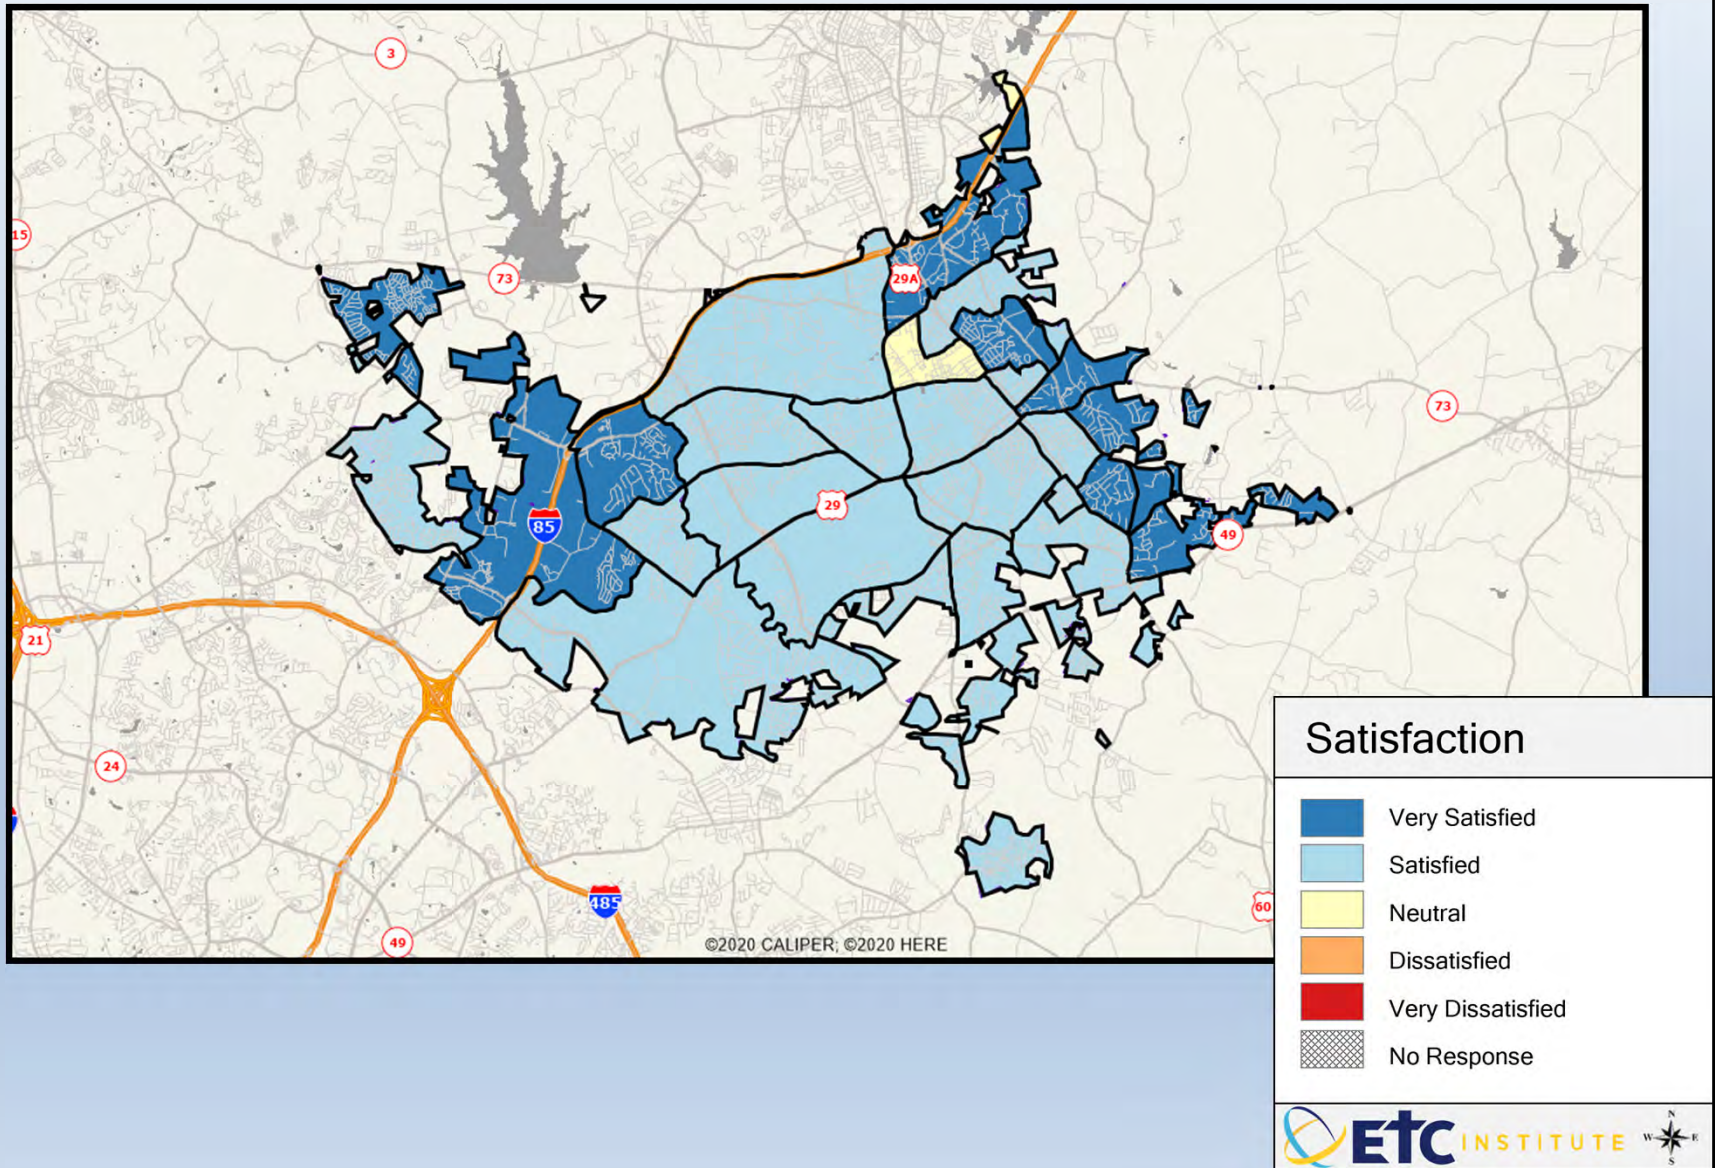 3
15
73
29A
73
29
85
49
21
24
485
60
49
©2020 CALIPER; ©2020 HERE
Satisfaction
Very Satisfied
Satisfied
Neutral
Dissatisfied
Very Dissatisfied
No Response
ETC INSTITUTE
N
W E
S